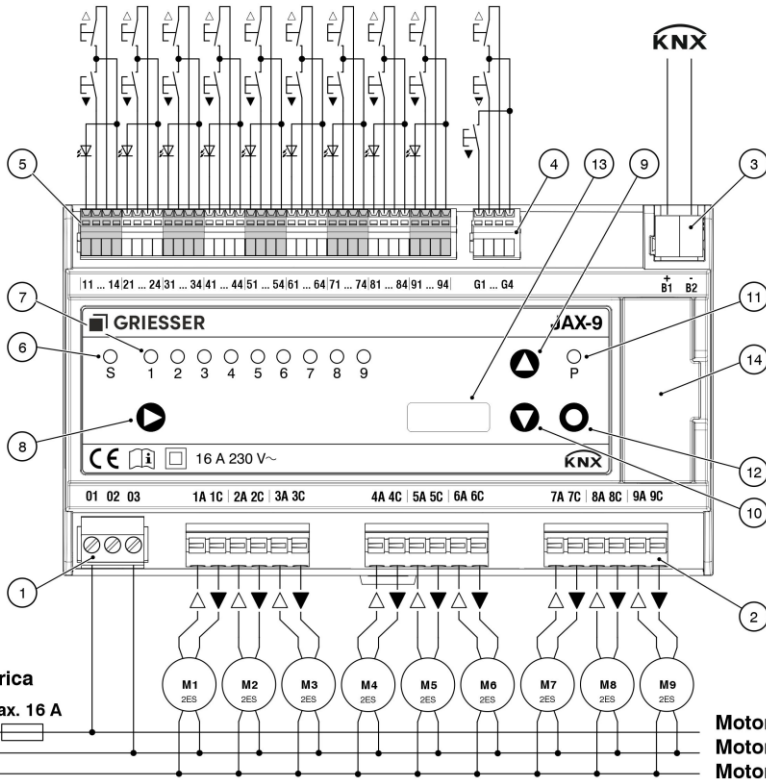 KNX
5
4
13
9
3
11 ... 14 21 ... 24 31 ... 34 41 ... 44 51 ... 54 61 ... 64 71 ... 74 81 ... 84 91 ... 94
G1 ... G4
+ -
B1 B2
7
GRIESSER
JAX-9
11
6
S 1 2 3 4 5 6 7 8 9
P
14
8
CE i 16 A 230 V~
KNX
12
01 02 03
1A 1C 2A 2C 3A 3C
4A 4C 5A 5C 6A 6C
7A 7C 8A 8C 9A 9C
10
1
2
M1 M2 M3 M4 M5 M6 M7 M8 M9
2ES 2ES 2ES 2ES 2ES 2ES 2ES 2ES 2ES
rica
ax. 16 A
Motor
Motor
Motor